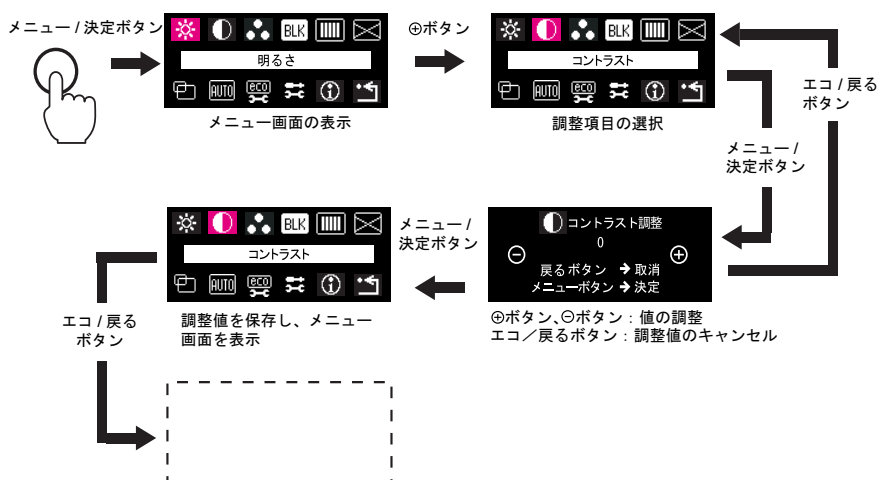 メニュー / 決定ボタン
BLK
明るさ
AUTO
eco
メニュー画面の表示
⊕ボタン
BLK
コントラスト
AUTO
eco
調整項目の選択
エコ / 戻る
ボタン
メニュー /
決定ボタン
コントラスト調整
0
⊖
⊕
戻るボタン ➔ 取消
メニューボタン ➔ 決定
⊕ボタン、⊖ボタン : 値の調整
エコ／戻るボタン : 調整値のキャンセル
メニュー /
決定ボタン
BLK
コントラスト
AUTO
eco
調整値を保存し、メニュー
画面を表示
エコ / 戻る
ボタン